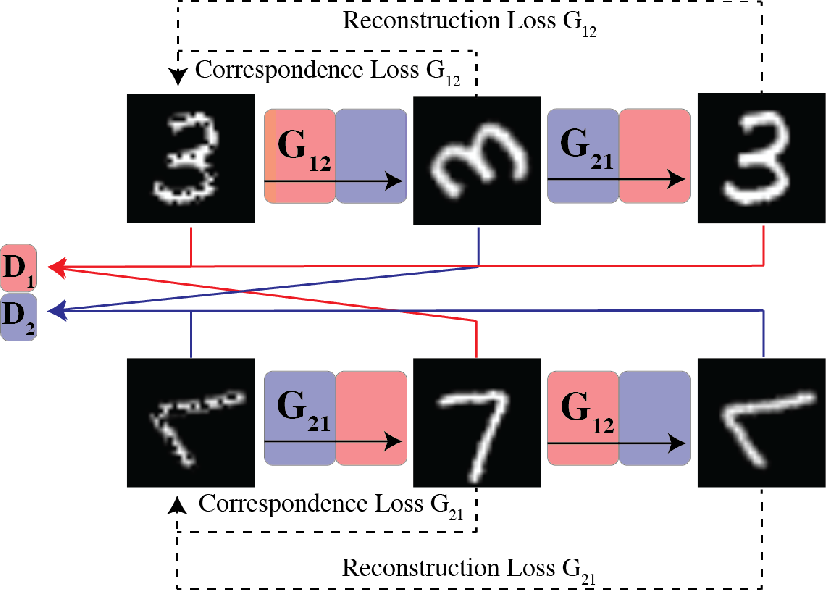 Reconstruction Loss G12
Correspondence Loss G12
G12
G21
D1
D2
G21
G12
Correspondence Loss G21
Reconstruction Loss G21